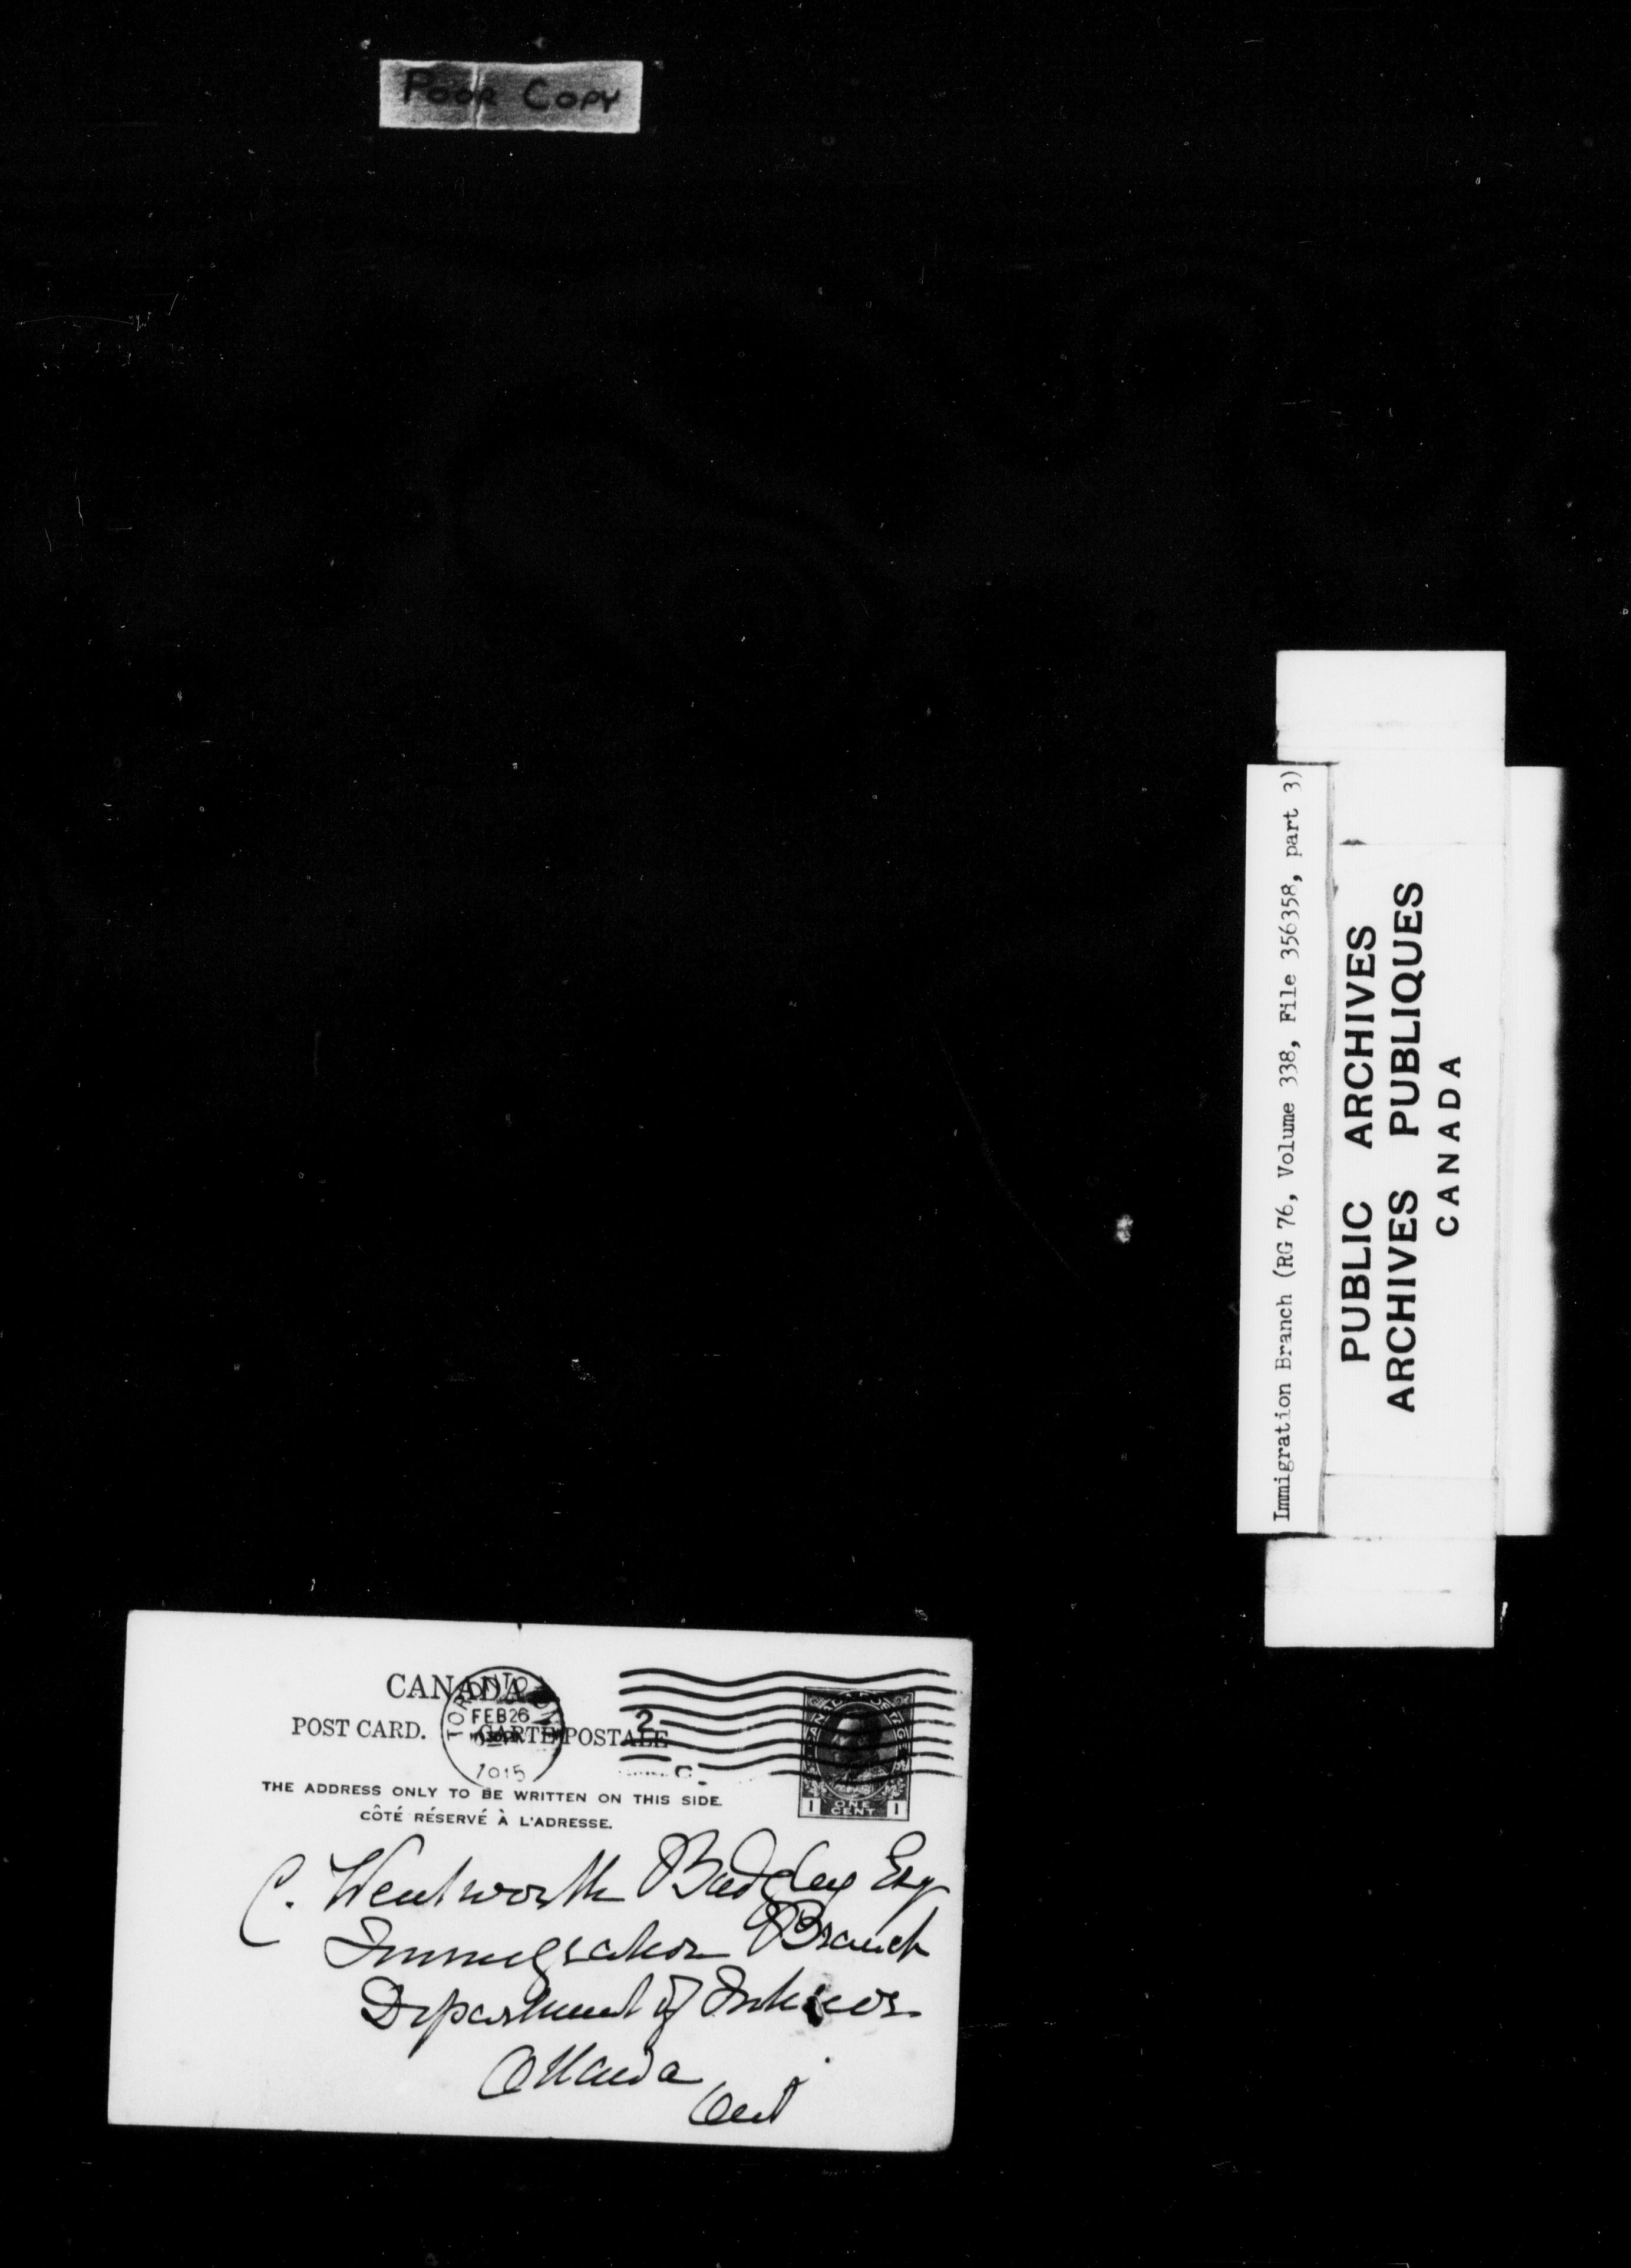 POOR COPY
Immigration Branch (RG 76, Volume 338, File 356358, part 3)
PUBLIC ARCHIVES
ARCHIVES PUBLIQUES
CANADA
CANADA
POST CARD. CARTE POSTALE
TORONTO
FEB 26
1915
2
C.
ONE CENT
1 1
THE ADDRESS ONLY TO BE WRITTEN ON THIS SIDE.
CÔTÉ RÉSERVÉ À L'ADRESSE.
C. Wentworth Badgley Esq
Immigration Branch
Department of Interior
Ottawa
Ont